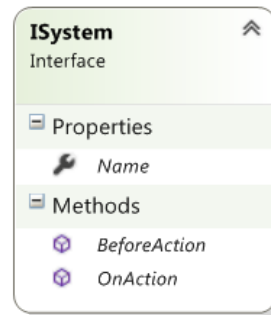 ISystem
Interface
Properties
Name
Methods
BeforeAction
OnAction